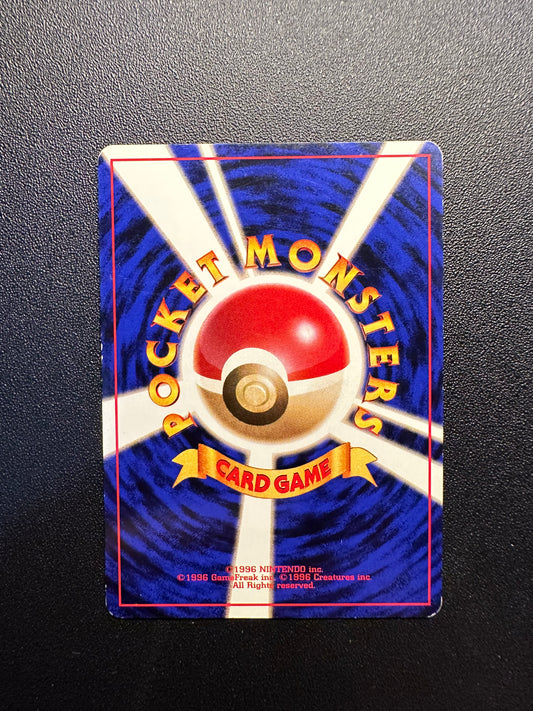 POCKET MONSTERS
CARD GAME
©1996 NINTENDO inc.
©1996 GameFreak inc. ©1996 Creatures inc.
All Rights reserved.